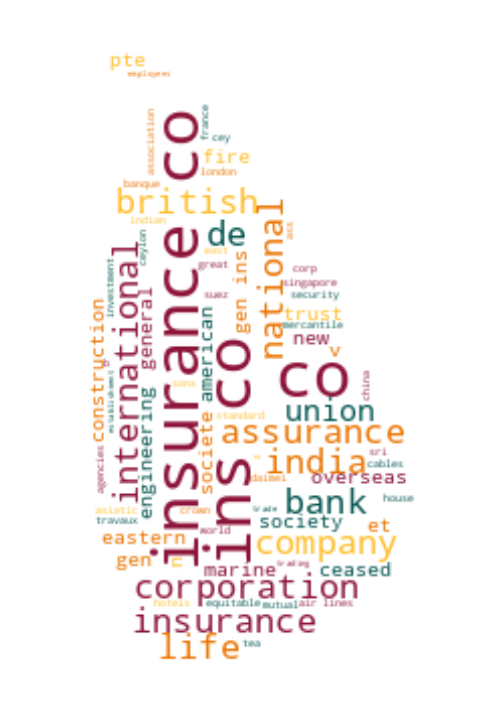 pte
employees
co
france
association
cey
fire
london
banque
british
indian
national
ass
de
ceylon
east
great
gen ins
international
insurance
investment
corp
singapore
security
suez
general
construction
american
trust
mercantile
new
v
ins co
co
china
engineering
sons
standard
union
assurance
societe
sri
india
cables
overseas
daimei
agencies
house
bank
asiatic
crown
trade
travaux
society
et
world
eastern
company
gen
n
marine
trading
ceased
corporation
hotels
equitable
mutual
air lines
insurance
life
tea